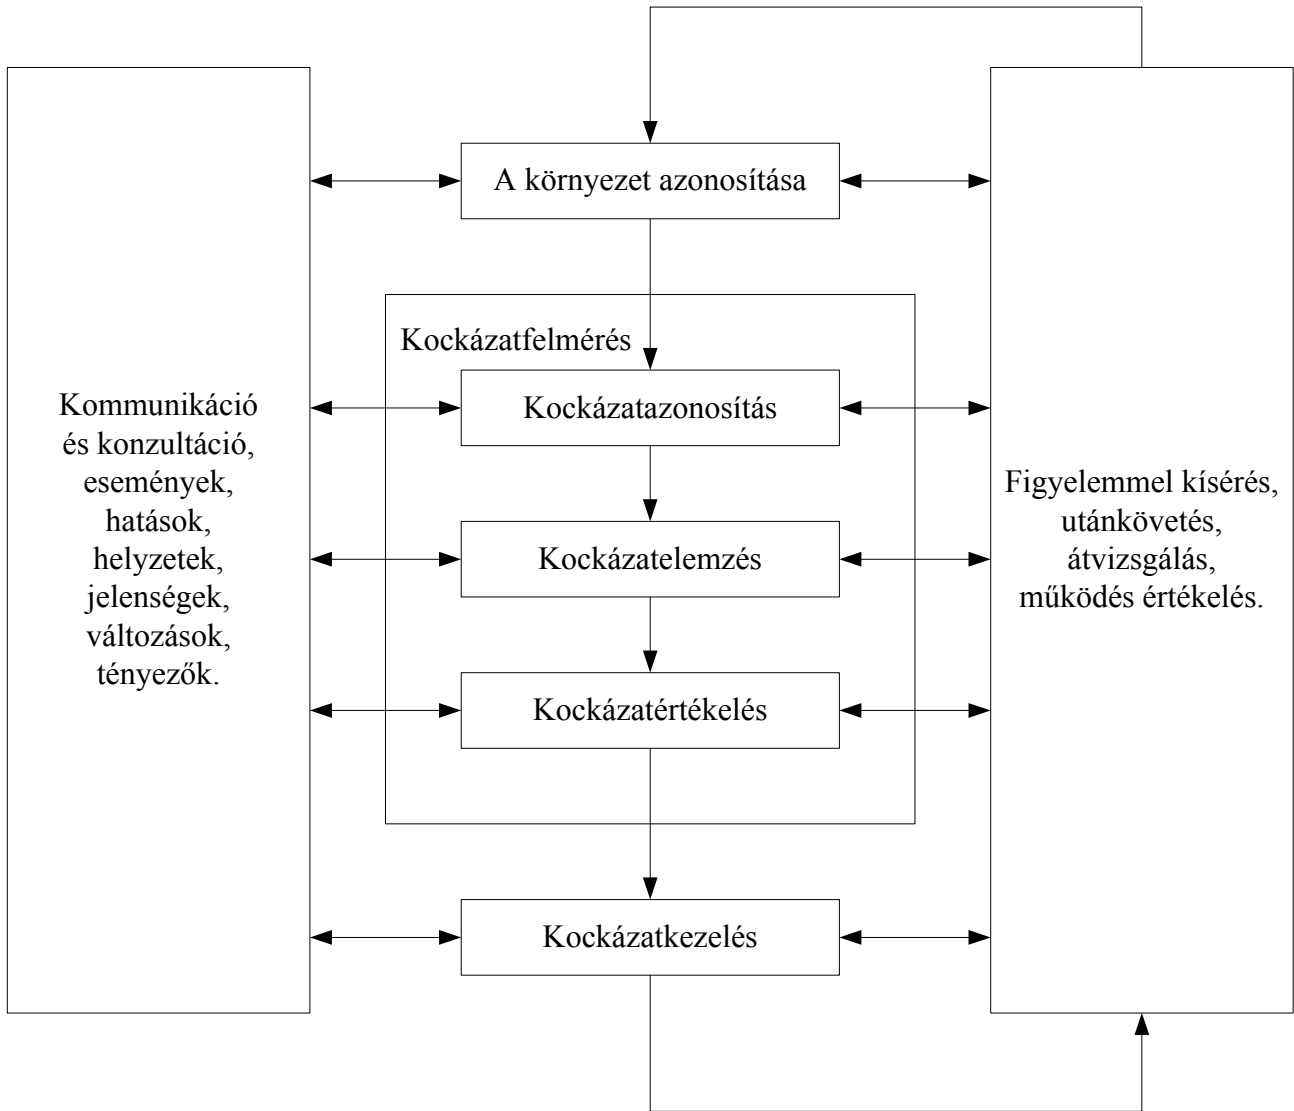 A környezet azonosítása
Kockázatfelmérés
Kockázatazonosítás
Kockázatelemzés
Kockázatértékelés
Kockázatkezelés
Kommunikáció
és konzultáció,
események,
hatások,
helyzetek,
jelenségek,
változások,
tényezők.
Figyelemmel kísérés,
utánkövetés,
átvizsgálás,
működés értékelés.